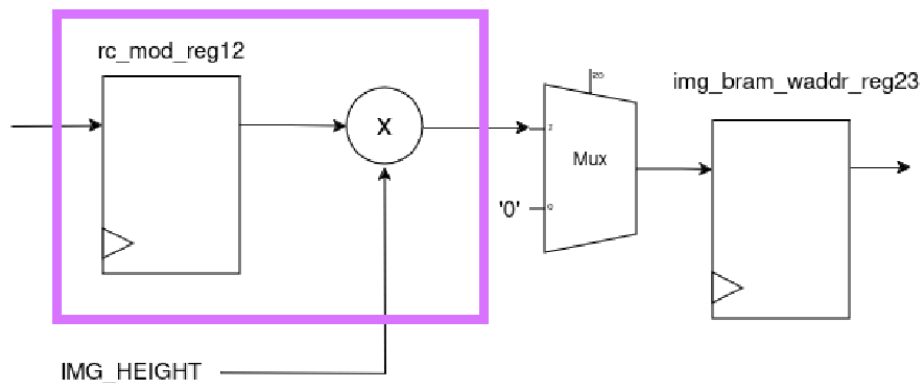 rc_mod_reg12
img_bram_waddr_reg23
X
Mux
'0'
IMG_HEIGHT